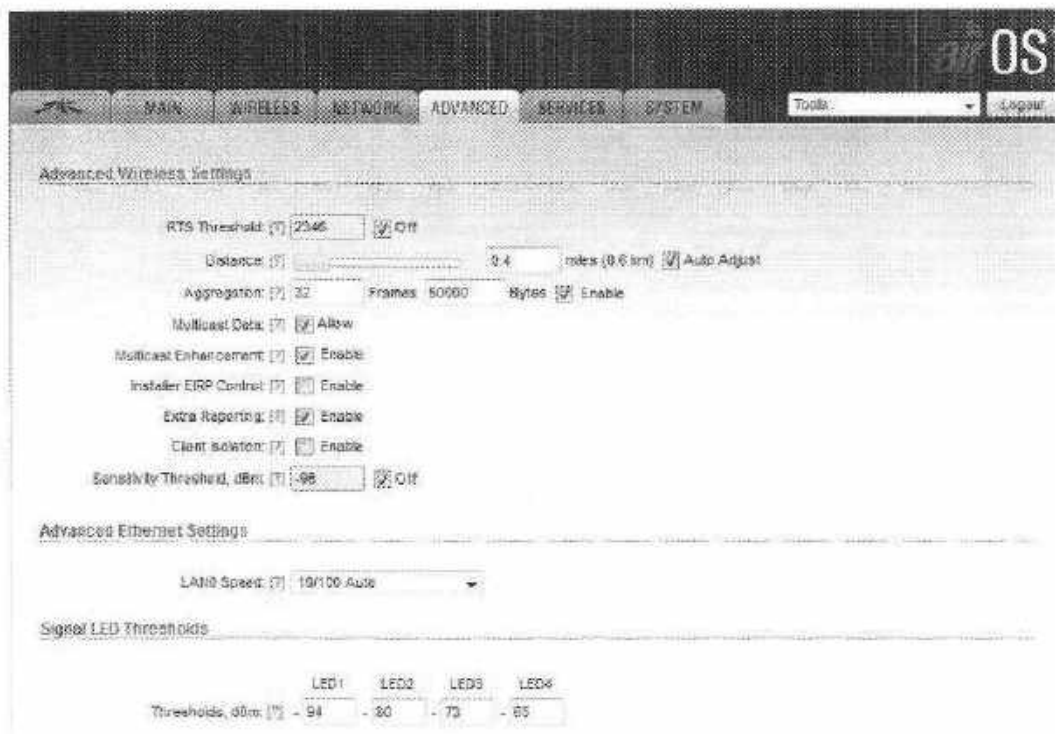 Air OS
MAIN WIRELESS NETWORK ADVANCED SERVICES SYSTEM Tools: Logout
Advanced Wireless Settings
RTS Threshold: [?] 2346 Off
Distance: [?] 0.4 miles (0.6 km) Auto Adjust
Aggregation: [?] 32 Frames 50000 Bytes Enable
Multicast Data: [?] Allow
Multicast Enhancement: [?] Enable
Installer EIRP Control: [?] Enable
Extra Reporting: [?] Enable
Client Isolation: [?] Enable
Sensitivity Threshold, dBm: [?] -96 Off
Advanced Ethernet Settings
LAN0 Speed: [?] 10/100 Auto
Signal LED Thresholds
LED1 LED2 LED3 LED4
Thresholds, dBm: [?] - 94 - 80 - 73 - 65